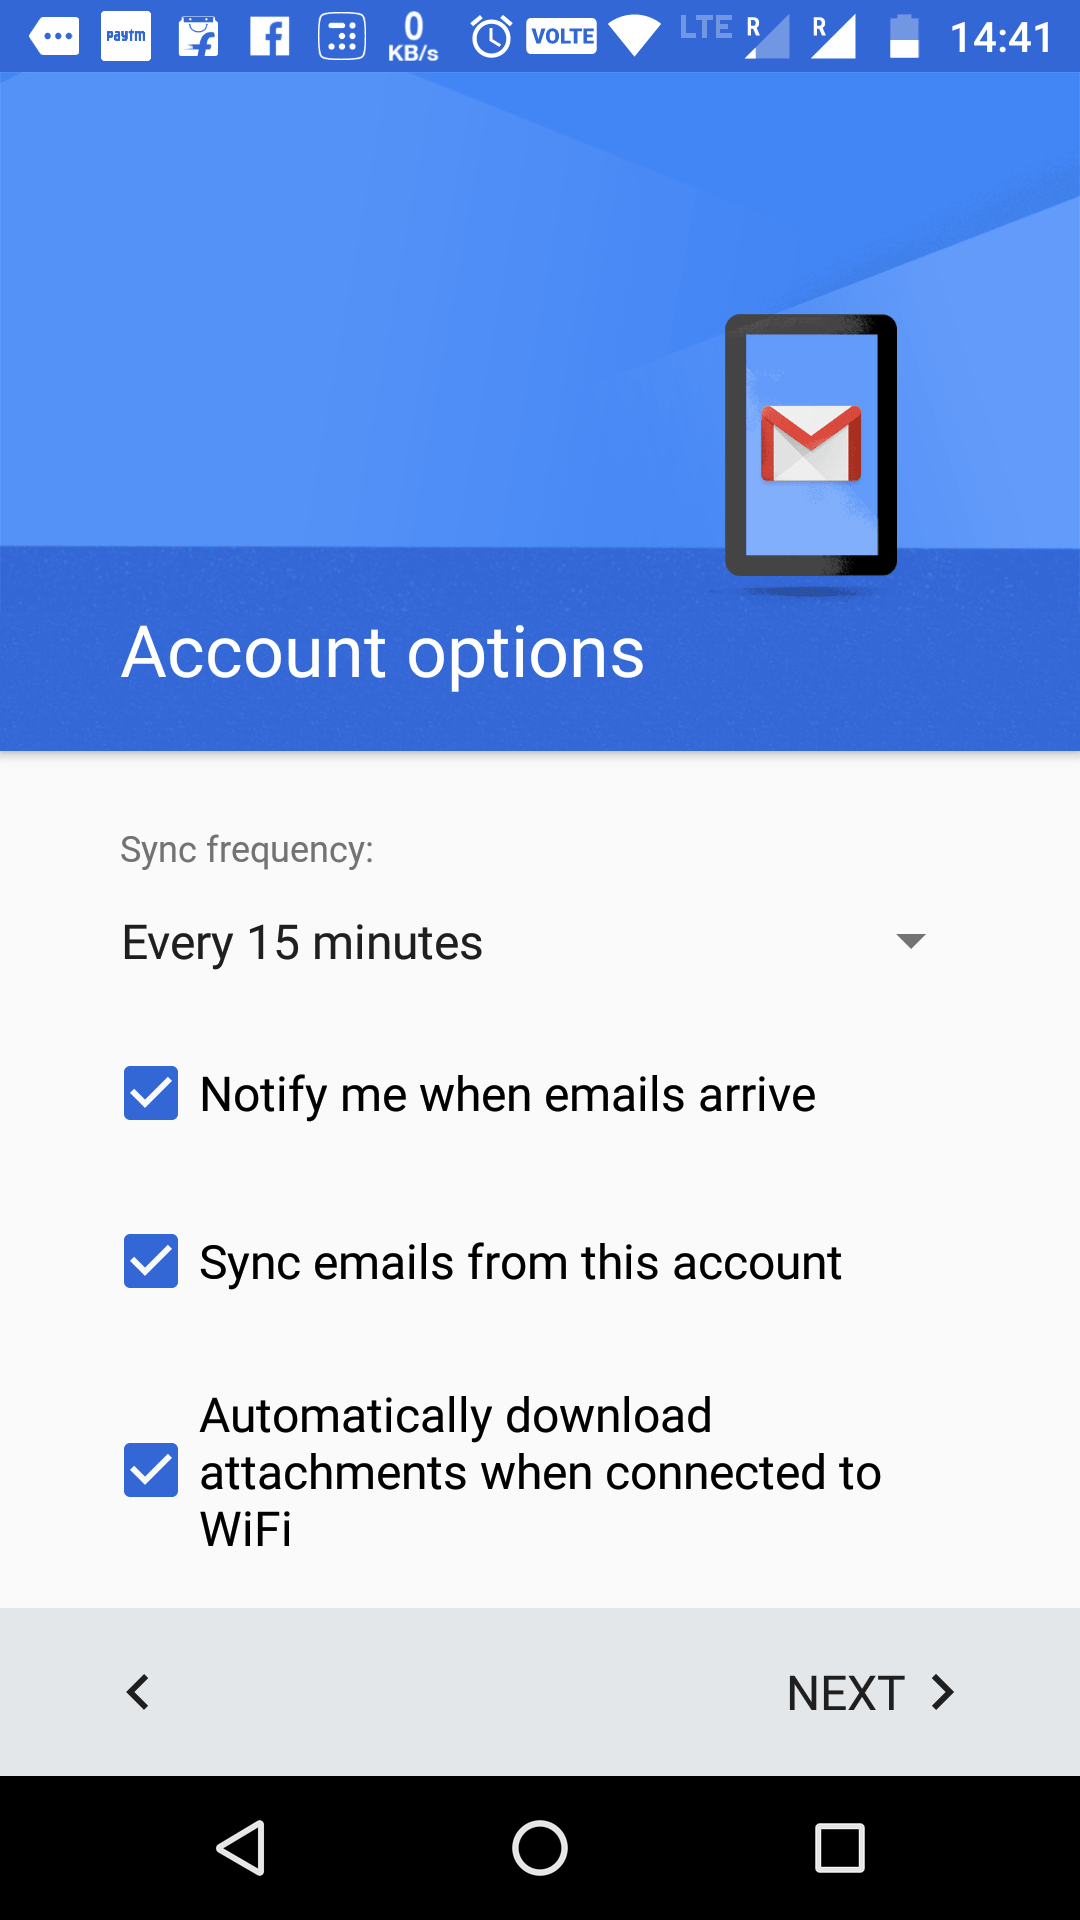 paytm
0
KB/s
VOLTE
LTE
R
R
14:41
Account options
Sync frequency:
Every 15 minutes
Notify me when emails arrive
Sync emails from this account
Automatically download
attachments when connected to
WiFi
NEXT